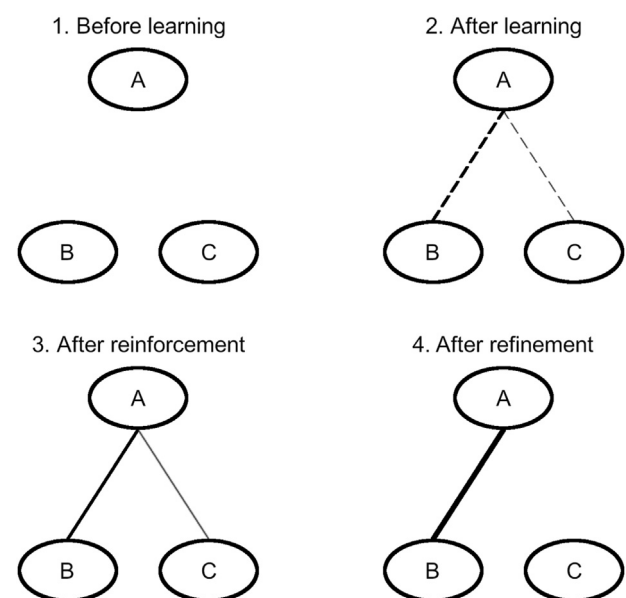 1. Before learning
2. After learning
A
A
B
C
B
C
3. After reinforcement
4. After refinement
A
A
B
C
B
C